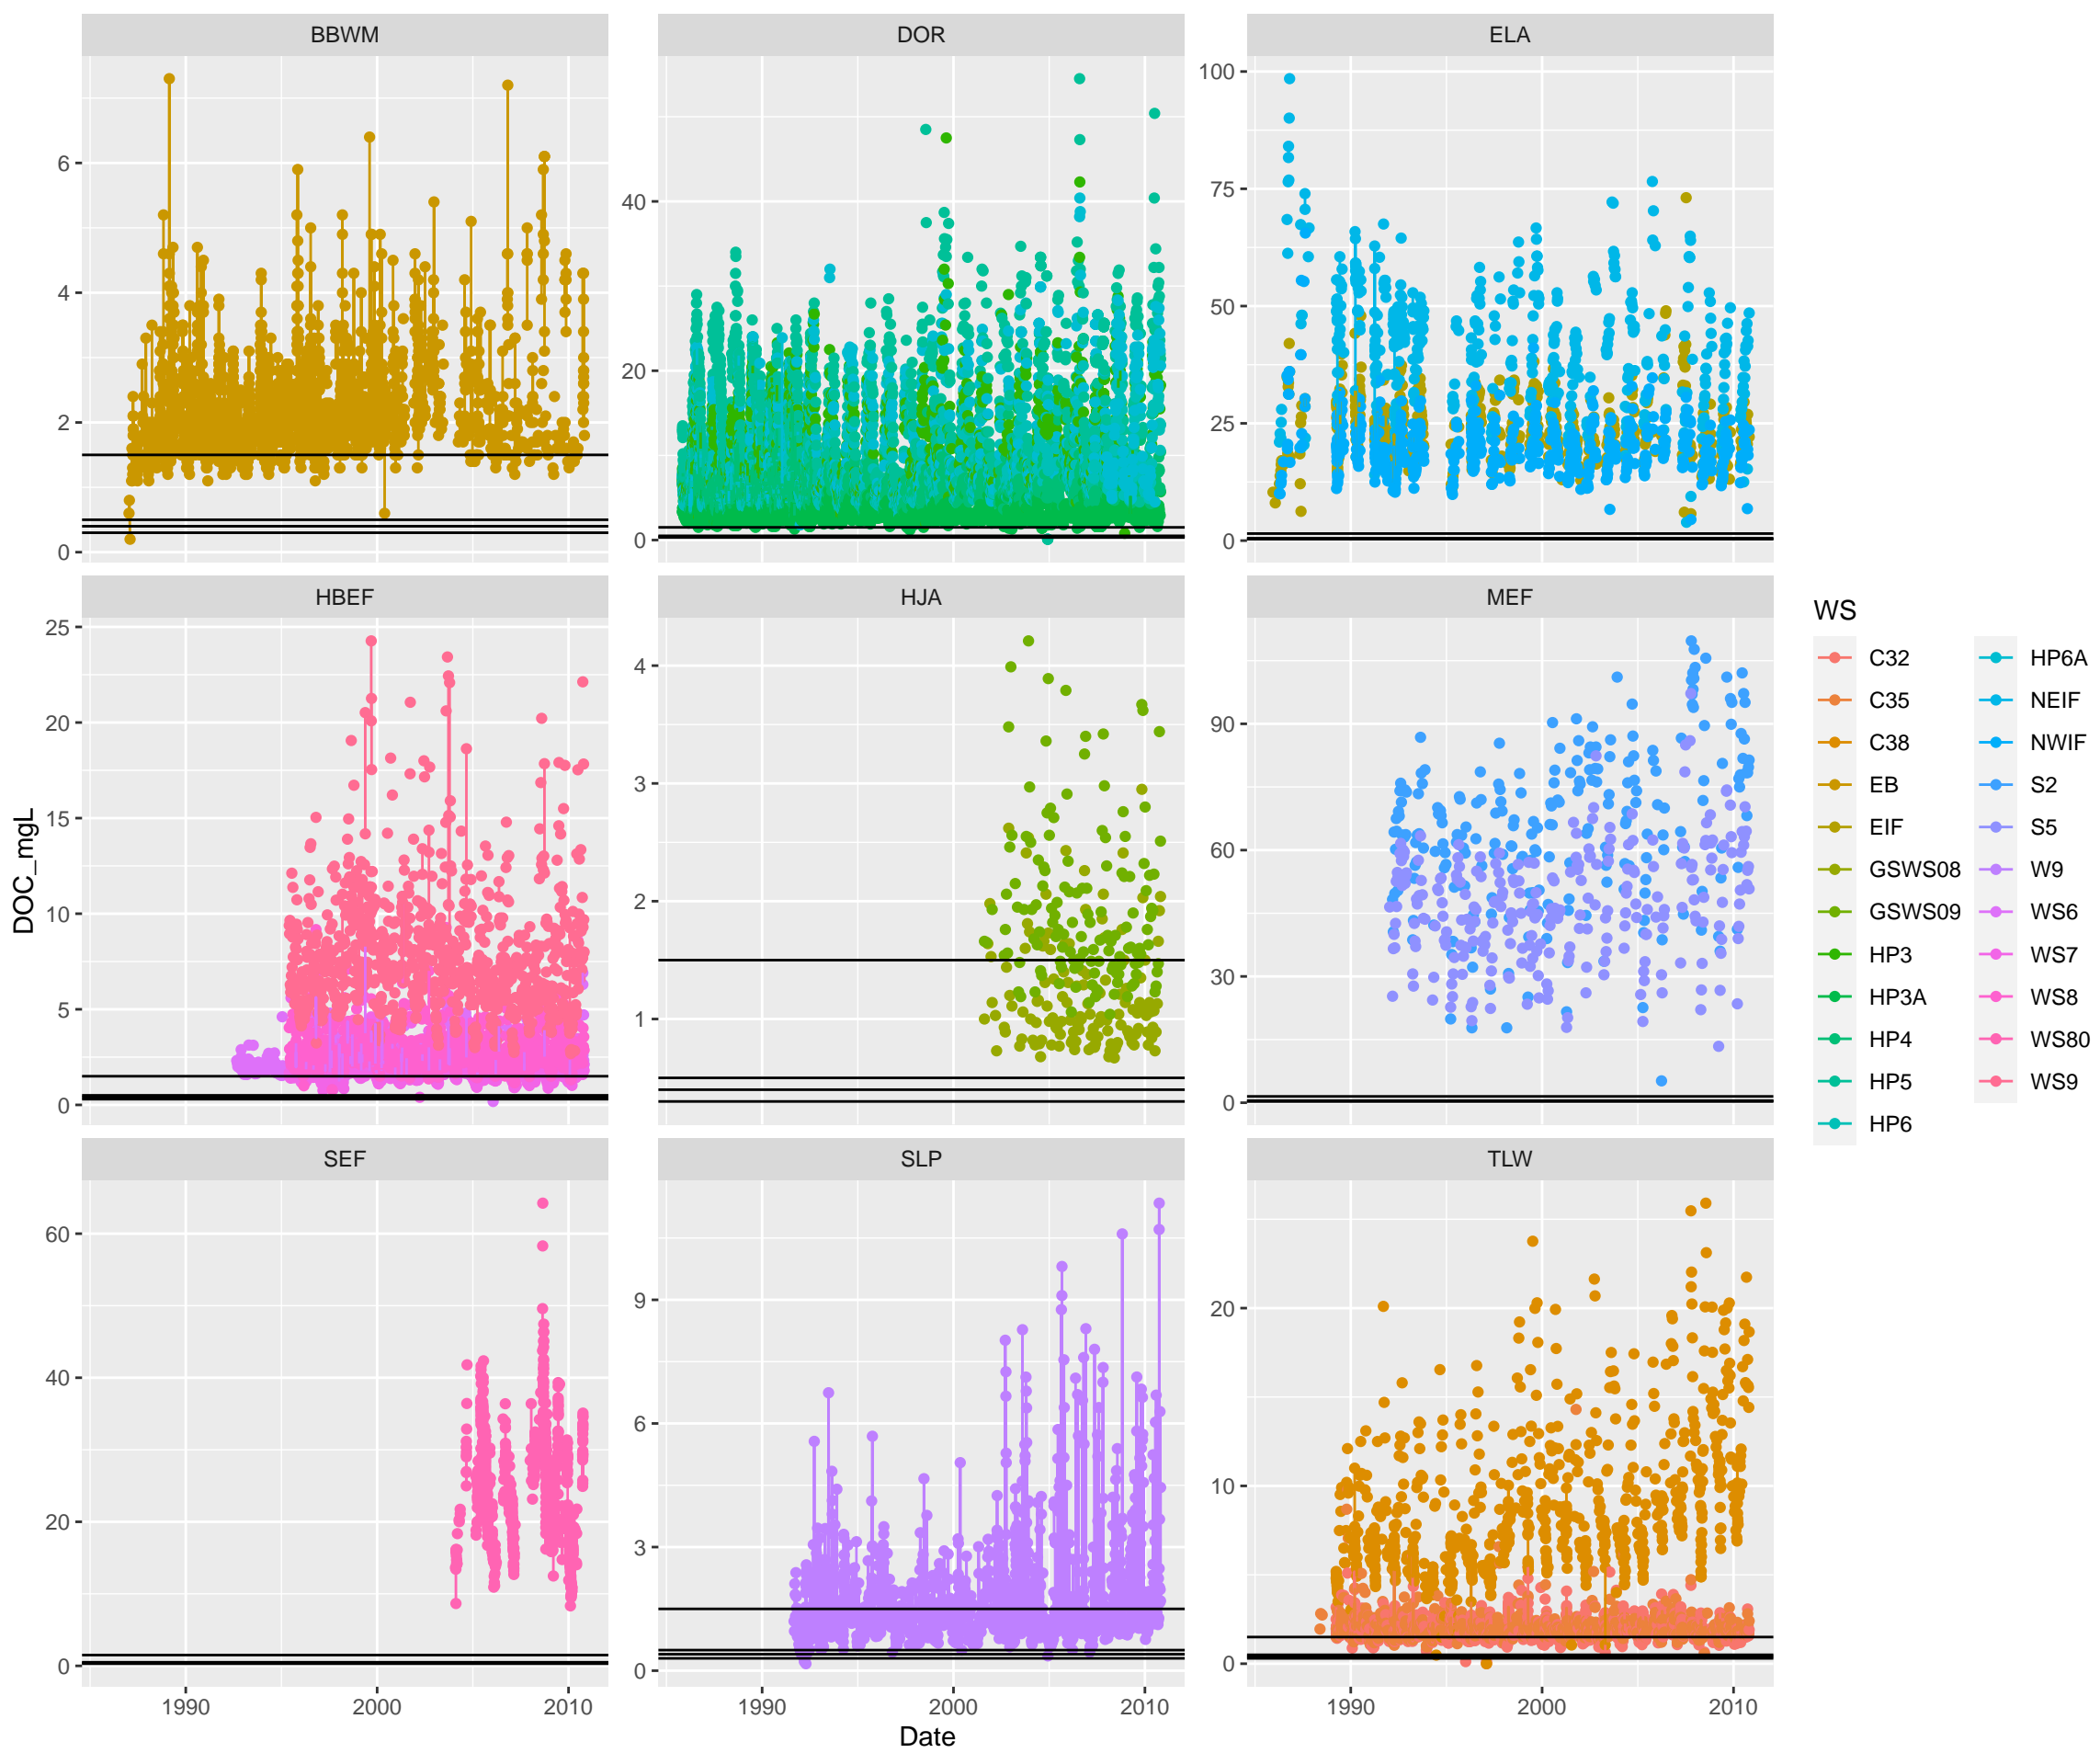 BBWM DOR ELA
6
4
2
0
40
20
0
100
75
50
25
0
HBEF HJA MEF
25
20
15
10
5
0
4
3
2
1
90
60
30
0
SEF SLP TLW
60
40
20
0
9
6
3
0
20
10
0
1990 2000 2010 1990 2000 2010 1990 2000 2010
Date
DOC_mgL
WS
C32
C35
C38
EB
EIF
GSWS08
GSWS09
HP3
HP3A
HP4
HP5
HP6
HP6A
NEIF
NWIF
S2
S5
W9
WS6
WS7
WS8
WS80
WS9